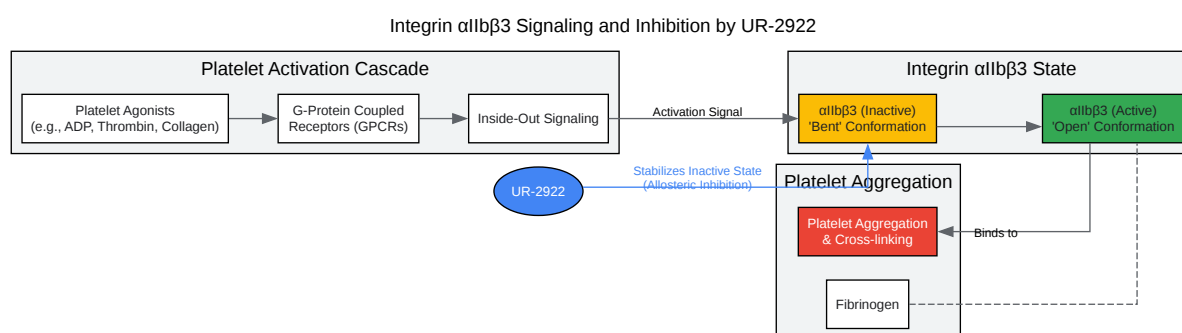 Integrin αIIbβ3 Signaling and Inhibition by UR-2922
Platelet Activation Cascade
Platelet Agonists
(e.g., ADP, Thrombin, Collagen)
G-Protein Coupled
Receptors (GPCRs)
Inside-Out Signaling
Activation Signal
Integrin αIIbβ3 State
αIIbβ3 (Inactive)
'Bent' Conformation
αIIbβ3 (Active)
'Open' Conformation
UR-2922
Stabilizes Inactive State
(Allosteric Inhibition)
Platelet Aggregation
Platelet Aggregation
& Cross-linking
Binds to
Fibrinogen